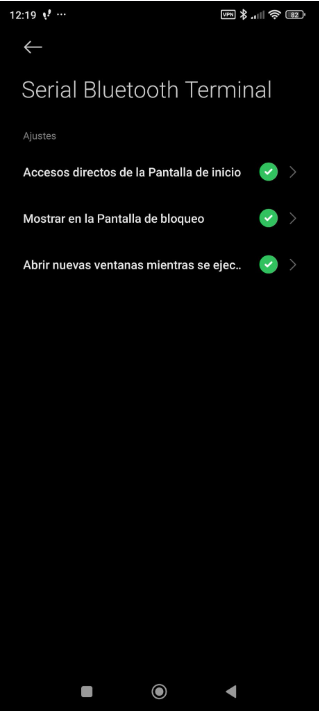 12:19 ... VPN 82
Serial Bluetooth Terminal
Ajustes
Accesos directos de la Pantalla de inicio
Mostrar en la Pantalla de bloqueo
Abrir nuevas ventanas mientras se ejec..